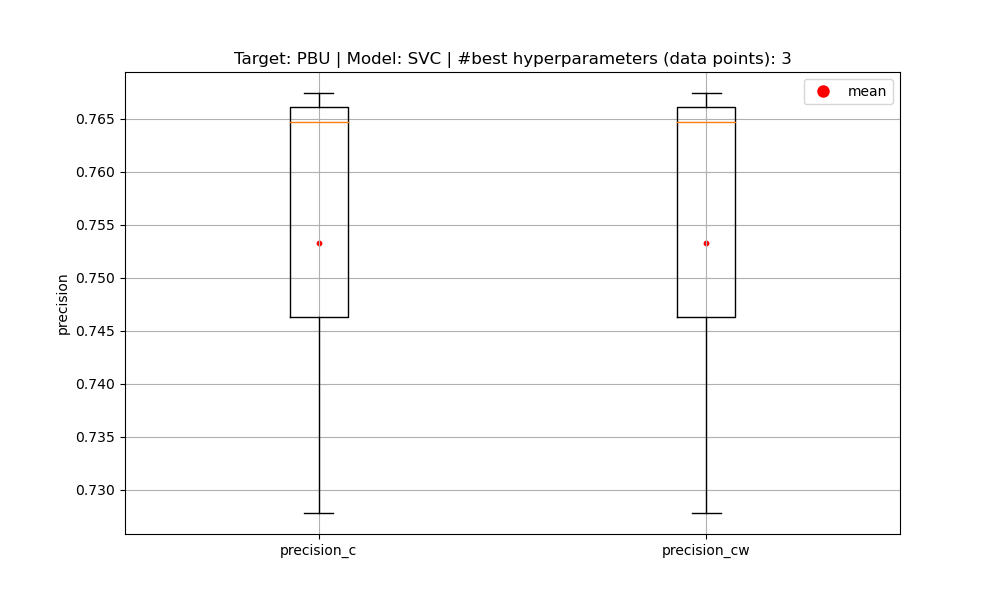 Target: PBU | Model: SVC | #best hyperparameters (data points): 3
mean
0.765
0.760
0.755
0.750
0.745
0.740
0.735
0.730
precision
precision_c
precision_cw